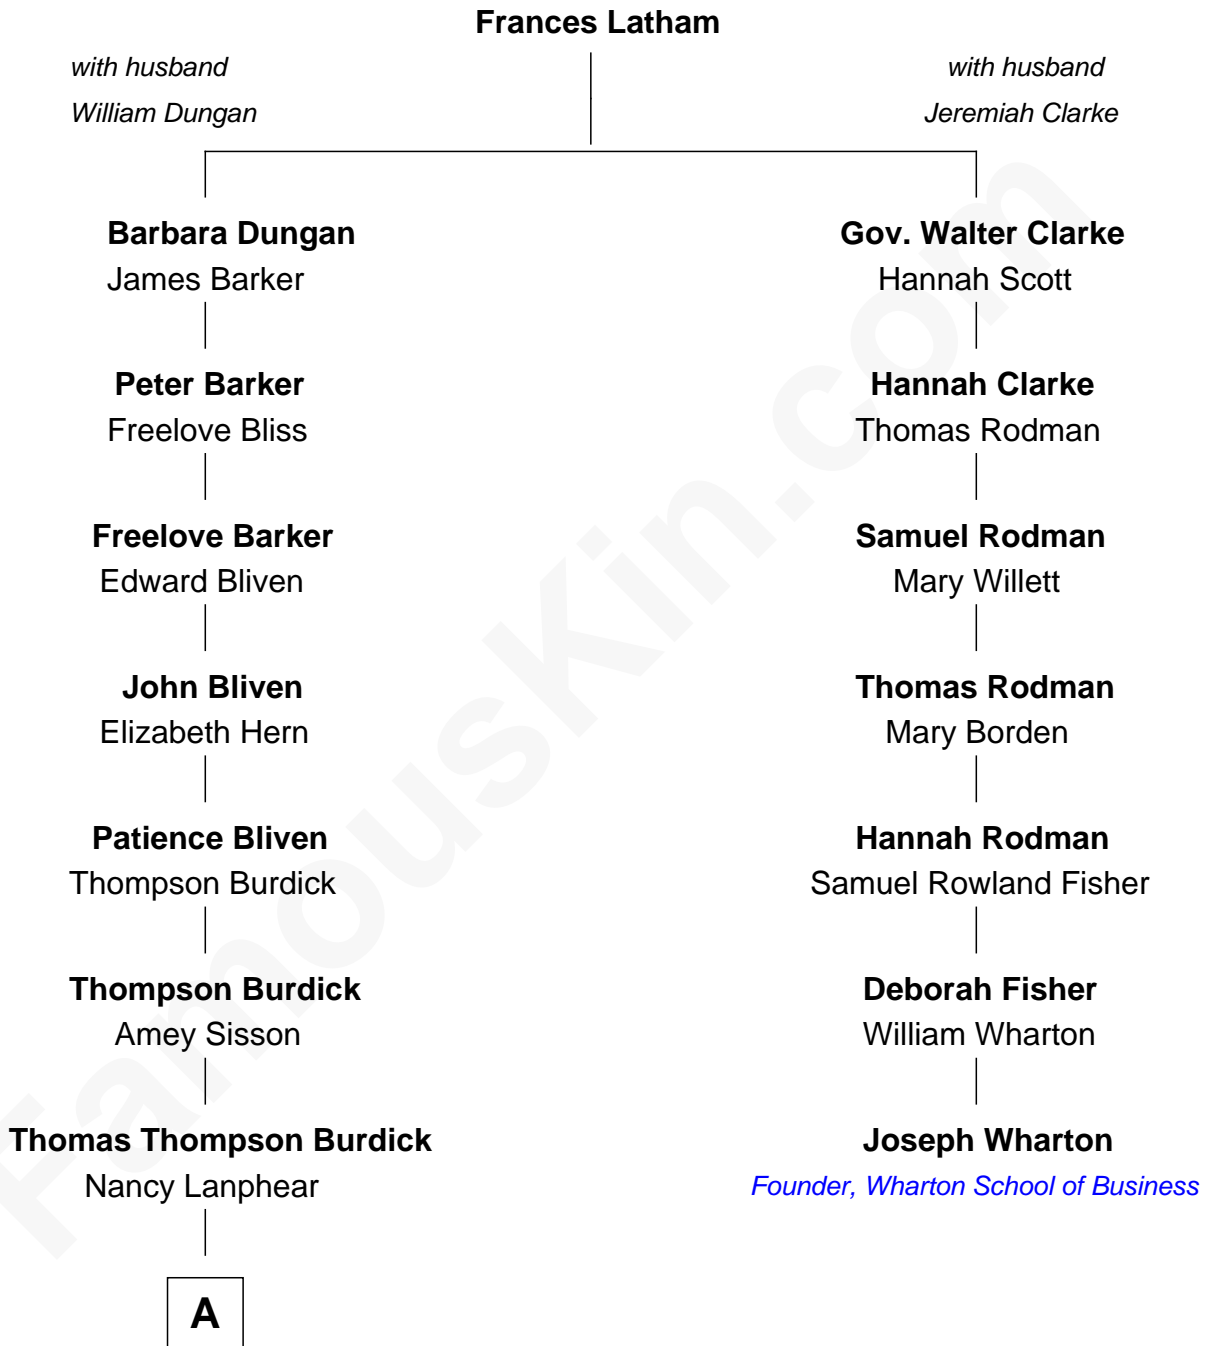 Frances Latham
with husband
William Dungan
with husband
Jeremiah Clarke
Barbara Dungan
James Barker
Gov. Walter Clarke
Hannah Scott
Peter Barker
Freelove Bliss
Hannah Clarke
Thomas Rodman
Freelove Barker
Edward Bliven
Samuel Rodman
Mary Willett
John Bliven
Elizabeth Hern
Thomas Rodman
Mary Borden
Patience Bliven
Thompson Burdick
Hannah Rodman
Samuel Rowland Fisher
Thompson Burdick
Amey Sisson
Deborah Fisher
William Wharton
Thomas Thompson Burdick
Nancy Lanphear
Joseph Wharton
Founder, Wharton School of Business
A
FamousKin.com